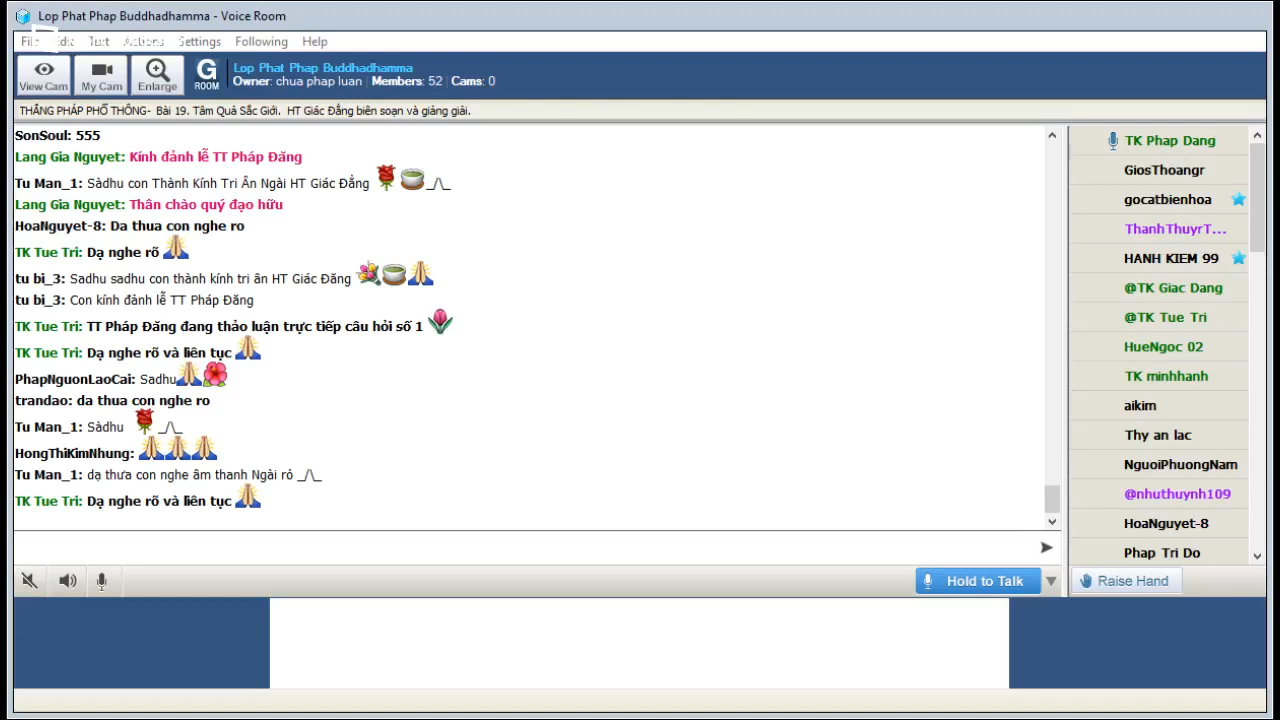 Lop Phat Phap Buddhadhamma - Voice Room
Text Actions Settings Following Help
View Cam
My Cam
Enlarge
G ROOM
Lop Phat Phap Buddhadhamma
Owner: chua phap luan Members: 52 Cams: 0
THẮNG PHÁP PHỔ THÔNG- Bài 19. Tâm Quả Sắc Giới. HT Giác Đẳng biên soạn và giảng giải.
SonSoul: 555
Lang Gia Nguyet: Kính đảnh lễ TT Pháp Đăng
Tu Man_1: Sàdhu con Thành Kính Tri Ân Ngài HT Giác Đẳng _/\_
Lang Gia Nguyet: Thân chào quý đạo hữu
HoaNguyet-8: Da thua con nghe ro
TK Tue Tri: Dạ nghe rõ
tu bi_3: Sadhu sadhu con thành kính tri ân HT Giác Đăng
tu bi_3: Con kính đảnh lễ TT Pháp Đăng
TK Tue Tri: TT Pháp Đăng đang thảo luận trực tiếp câu hỏi số 1
TK Tue Tri: Dạ nghe rõ và liên tục
PhapNguonLaoCai: Sadhu
trandao: da thua con nghe ro
Tu Man_1: Sàdhu _/\_
HongThiKimNhung:
Tu Man_1: dạ thưa con nghe âm thanh Ngài rỏ _/\_
TK Tue Tri: Dạ nghe rõ và liên tục
TK Phap Dang
GiosThoangr
gocatbienhoa
ThanhThuyrT...
HANH KIEM 99
@TK Giac Dang
@TK Tue Tri
HueNgoc 02
TK minhhanh
aikim
Thy an lac
NguoiPhuongNam
@nhuthuynh109
HoaNguyet-8
Phap Tri Do
Hold to Talk
Raise Hand